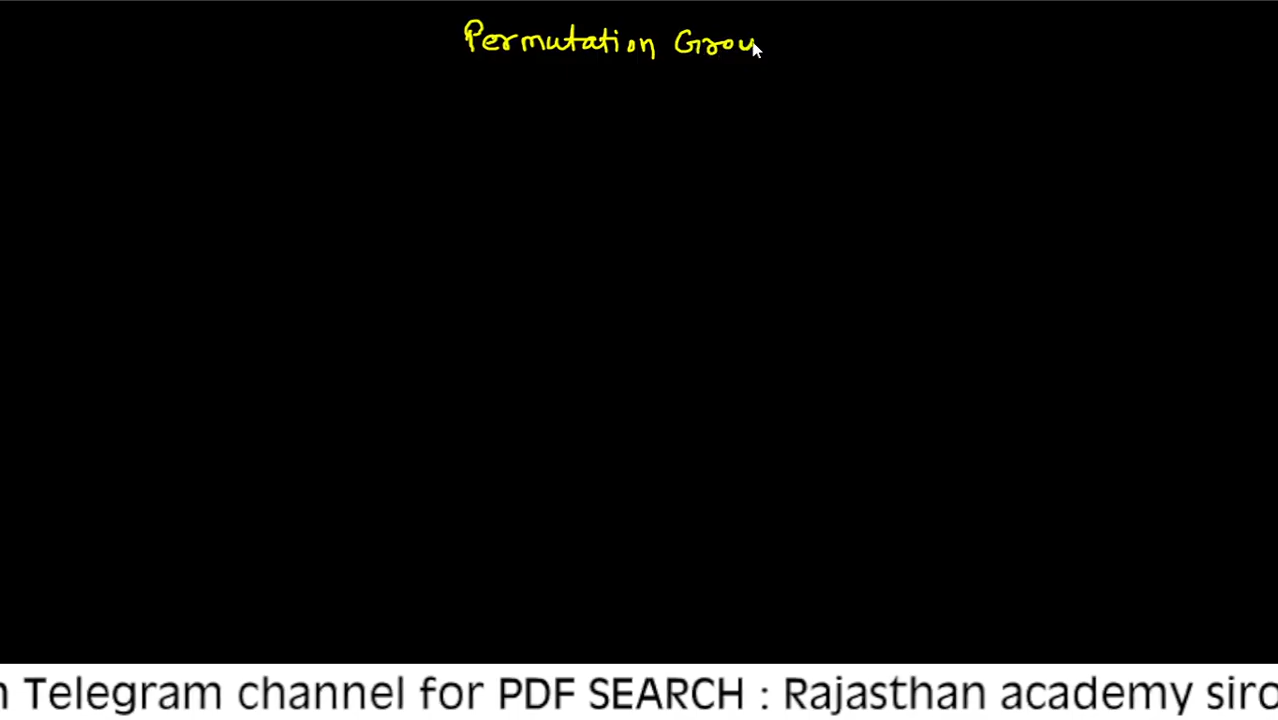 Permutation Grou
n Telegram channel for PDF SEARCH : Rajasthan academy siro